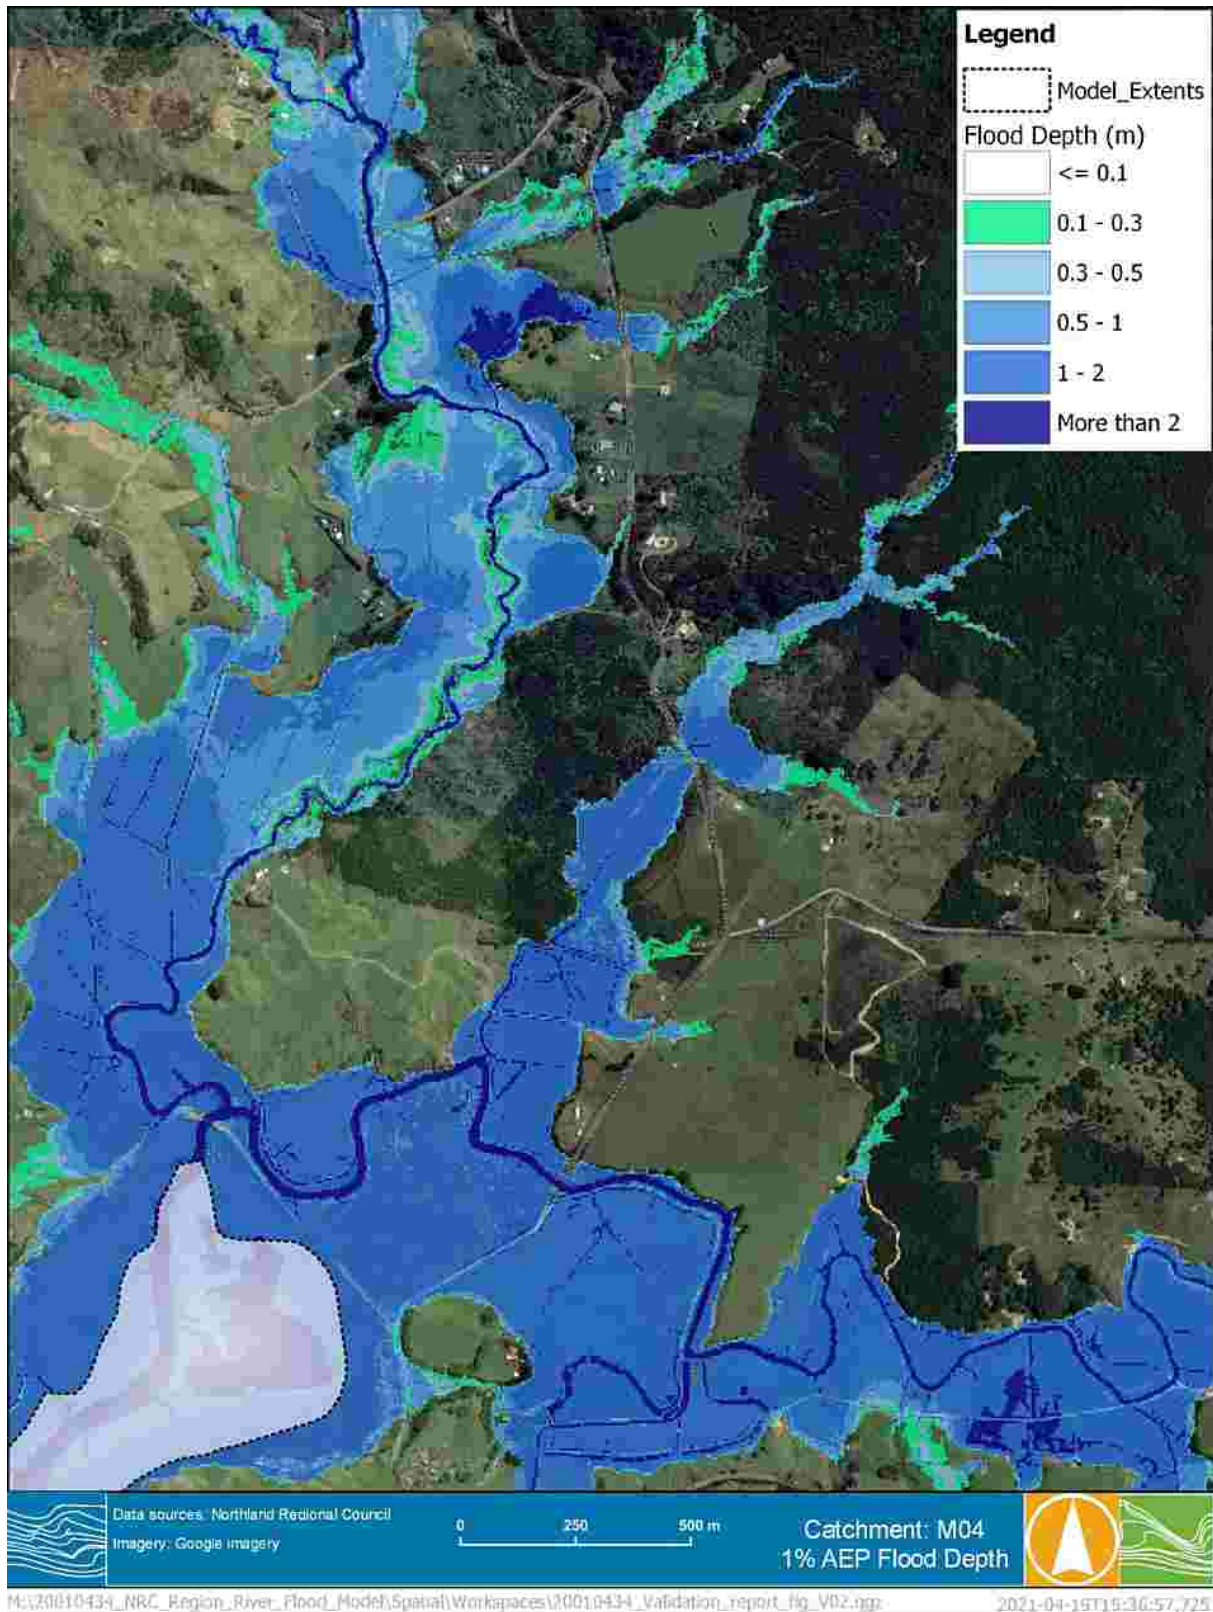 Legend
Model_Extents
Flood Depth (m)
<= 0.1
0.1 - 0.3
0.3 - 0.5
0.5 - 1
1 - 2
More than 2
Data sources: Northland Regional Council
Imagery: Google imagery
0 250 500 m
Catchment: M04
1% AEP Flood Depth
M:\20010434_NRC_Region_River_Flood_Model\Spatial\Workspaces\20010434_Validation_report_fig_V02.qgz
2021-04-19T15:36:57.725